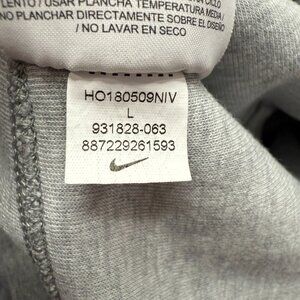 LENTO / USAR PLANCHA TEMPERATURA MEDIA /
NO PLANCHAR DIRECTAMENTE SOBRE EL DISEÑO
/ NO LAVAR EN SECO
HO180509NIV
L
931828-063
887229261593